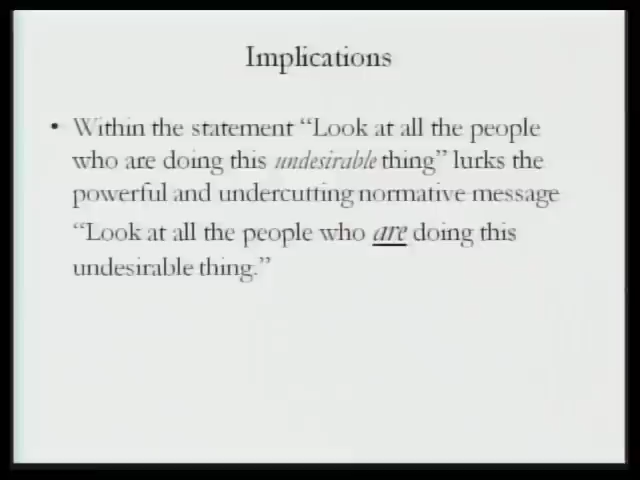 Implications
• Within the statement “Look at all the people
who are doing this undesirable thing” lurks the
powerful and undercutting normative message
“Look at all the people who are doing this
undesirable thing.”